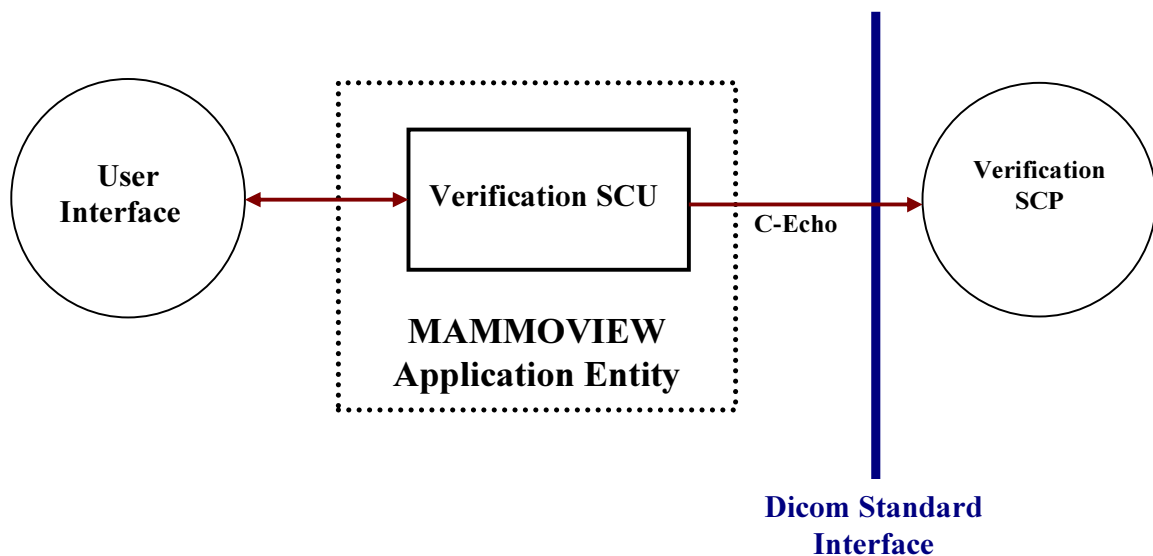 User
Interface
Verification SCU
MAMMOVIEW
Application Entity
C-Echo
Verification
SCP
Dicom Standard
Interface